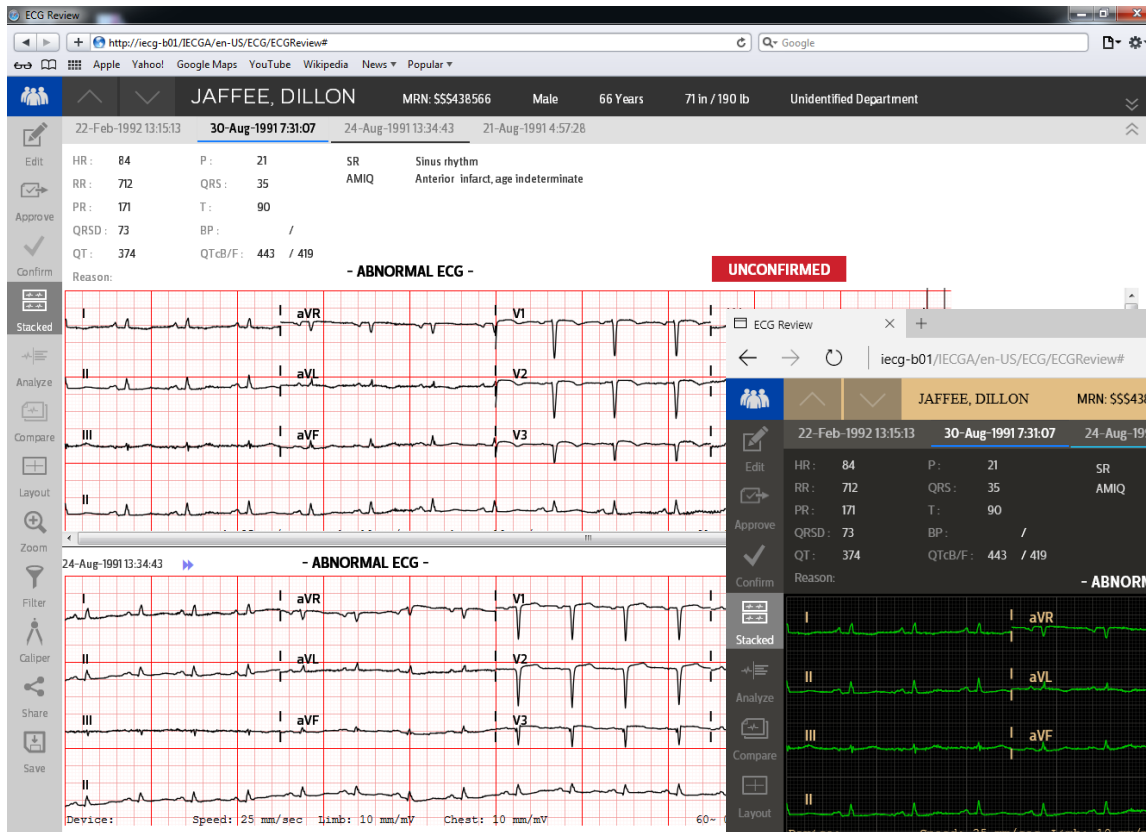 ECG Review
http://iecg-b01/IECGA/en-US/ECG/ECGReview#
Google
Apple Yahoo! Google Maps YouTube Wikipedia News Popular
JAFFEE, DILLON MRN: $$$438566 Male 66 Years 71 in / 190 lb Unidentified Department
22-Feb-1992 13:15:13 30-Aug-1991 7:31:07 24-Aug-1991 13:34:43 21-Aug-1991 4:57:28
Edit
Approve
Confirm
Stacked
Analyze
Compare
Layout
Zoom
Filter
Caliper
Share
Save
HR : 84 P : 21 SR Sinus rhythm
RR : 712 QRS : 35 AMIQ Anterior infarct, age indeterminate
PR : 171 T : 90
QRSD : 73 BP : /
QT : 374 QTcB/F : 443 / 419
Reason:
- ABNORMAL ECG -
UNCONFIRMED
I aVR V1
II aVL V2
III aVF V3
II
24-Aug-1991 13:34:43 - ABNORMAL ECG -
I aVR V1
II aVL V2
III aVF V3
II
Device: Speed: 25 mm/sec Limb: 10 mm/mV Chest: 10 mm/mV 60~
ECG Review
iecg-b01/IECGA/en-US/ECG/ECGReview#
JAFFEE, DILLON MRN: $$$438
22-Feb-1992 13:15:13 30-Aug-1991 7:31:07 24-Aug-199
Edit
Approve
Confirm
Stacked
Analyze
Compare
Layout
HR : 84 P : 21 SR
RR : 712 QRS : 35 AMIQ
PR : 171 T : 90
QRSD : 73 BP : /
QT : 374 QTcB/F : 443 / 419
Reason:
- ABNORM
I aVR
II aVL
III aVF
II